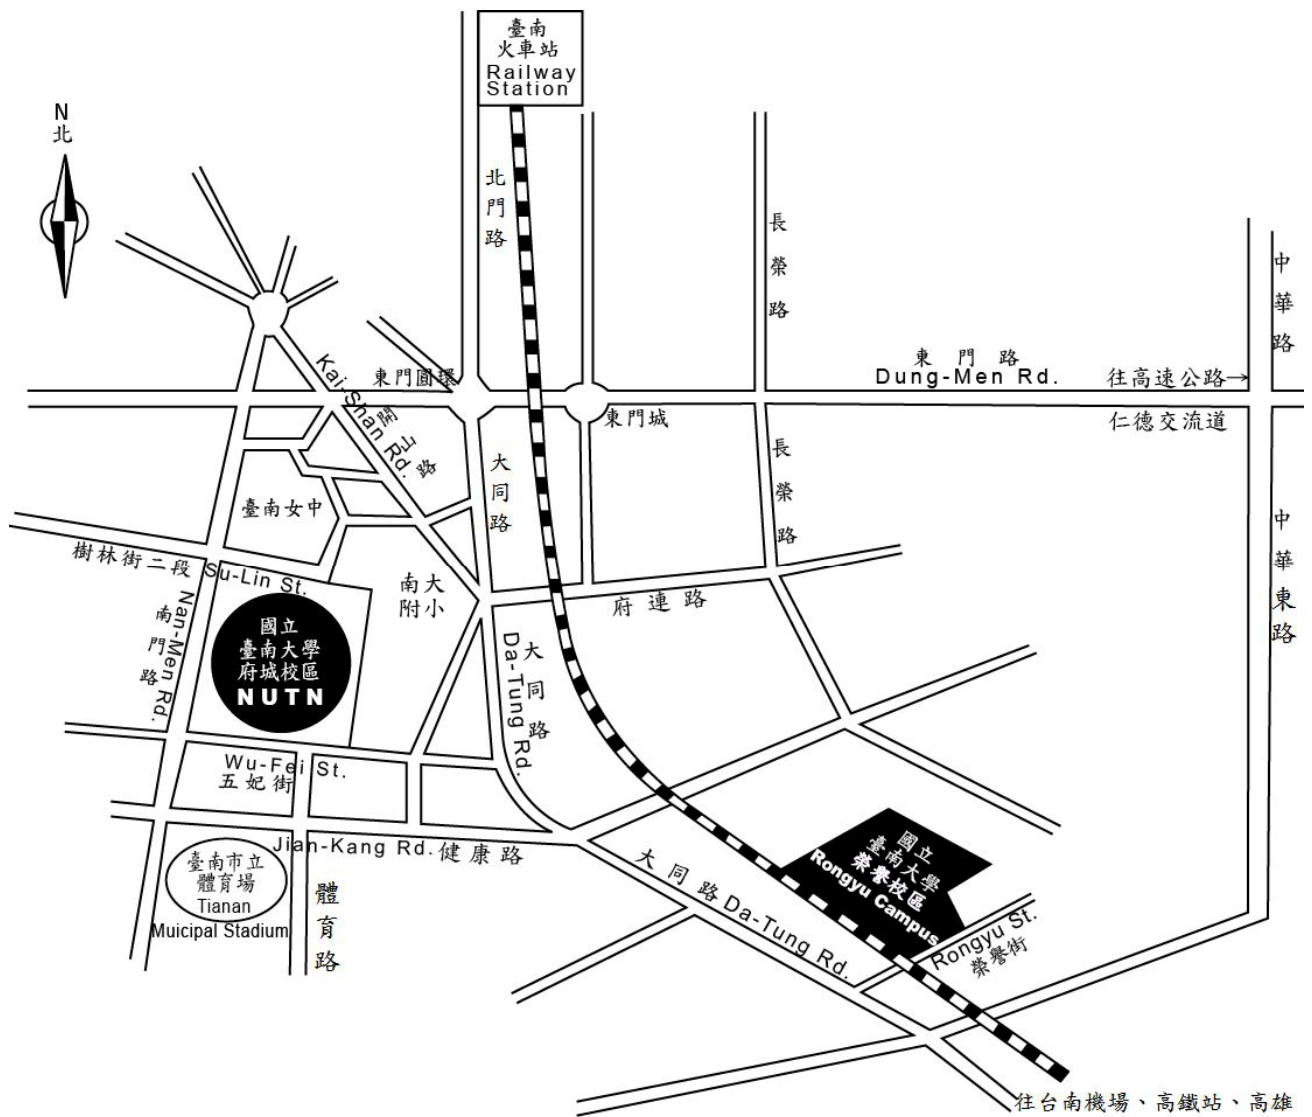 臺南
火車站
Railway
Station
N
北
北門路
長榮路
中華路
東門路
Dung-Men Rd.
往高速公路→
仁德交流道
東門圓環
東門城
Kai-Shan Rd.
開山路
大同路
長榮路
中華東路
臺南女中
樹林街二段
Su-Lin St.
南大
附小
府連路
Nan-Men Rd.
南門路
國立
臺南大學
府城校區
NUTN
大同路
Da-Tung Rd.
Wu-Fei St.
五妃街
Jian-Kang Rd. 健康路
臺南市立
體育場
Tianan
Muicipal Stadium
體育路
國立
臺南大學
榮譽校區
Rongyu Campus
大同路 Da-Tung Rd.
Rongyu St.
榮譽街
往台南機場、高鐵站、高雄